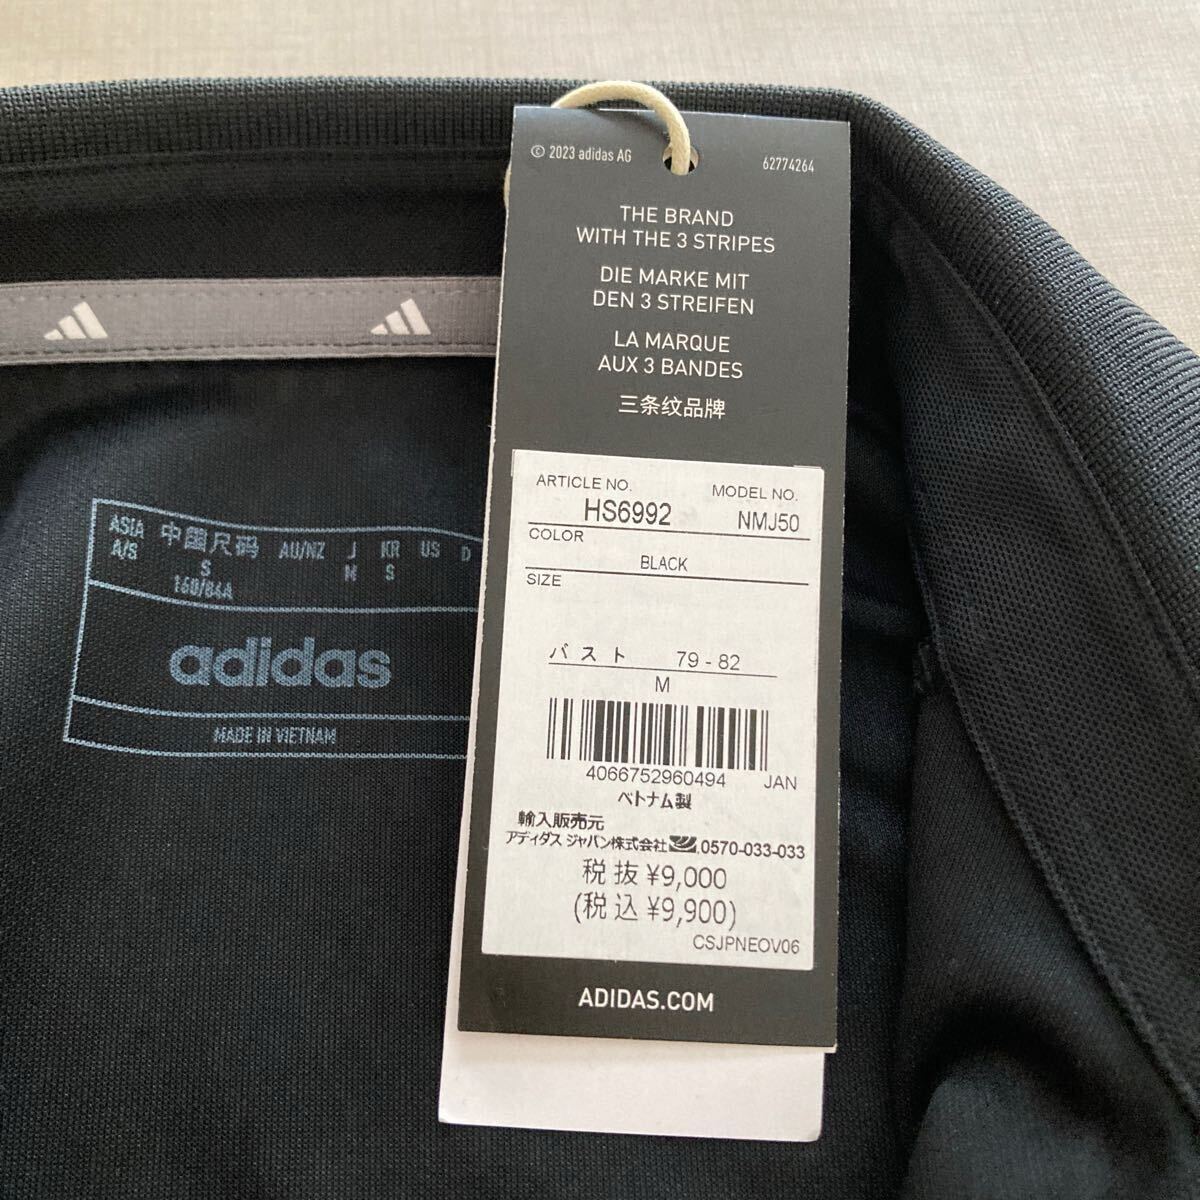 © 2023 adidas AG
62774264
THE BRAND
WITH THE 3 STRIPES
DIE MARKE MIT
DEN 3 STREIFEN
LA MARQUE
AUX 3 BANDES
三条纹品牌
ARTICLE NO. MODEL NO.
HS6992 NMJ50
COLOR
BLACK
SIZE
バスト 79 - 82
M
4066752960494 JAN
ベトナム製
輸入販売元
アディダス ジャパン株式会社 0570-033-033
税抜 ¥9,000
(税込 ¥9,900)
CSJPNEOV06
ADIDAS.COM
ASIA 中国尺码 AU/NZ J KR US D
A/S S M S
160/84A
adidas
MADE IN VIETNAM